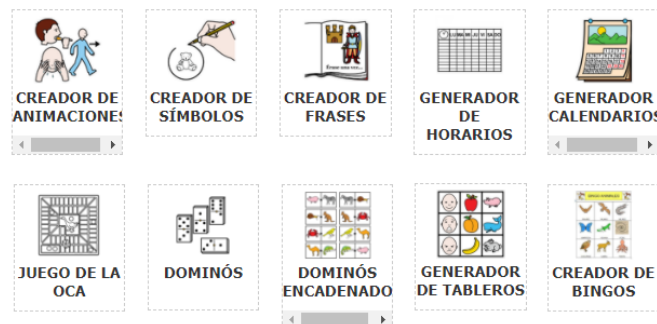 CREADOR DE
ANIMACIONES
CREADOR DE
SÍMBOLOS
CREADOR DE
FRASES
GENERADOR
DE
HORARIOS
GENERADOR
CALENDARIOS
JUEGO DE LA
OCA
DOMINÓS
DOMINÓS
ENCADENADO
GENERADOR
DE TABLEROS
CREADOR DE
BINGOS